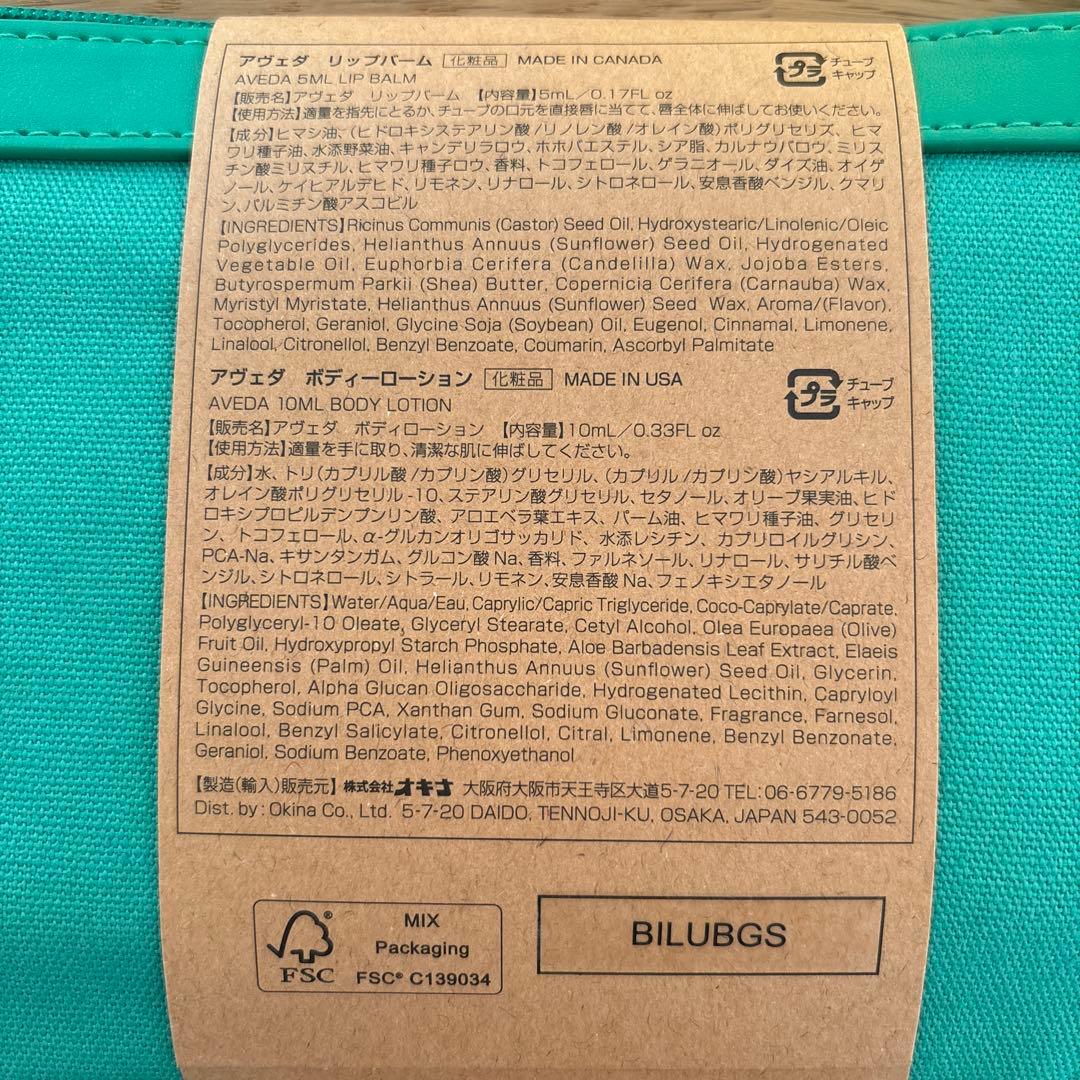 アヴェダ リップバーム 化粧品 MADE IN CANADA
チューブ
プラ
キャップ
AVEDA 5ML LIP BALM
【販売名】アヴェダ リップバーム 【内容量】5mL/0.17FL oz
【使用方法】適量を指先にとるか、チューブの口元を直接唇に当てて、唇全体に伸ばしてお使いください。
【成分】ヒマシ油、(ヒドロキシステアリン酸/リノレン酸/オレイン酸)ポリグリセリズ、ヒマ
ワリ種子油、水添野菜油、キャンデリラロウ、ホホバエステル、シア脂、カルナウバロウ、ミリス
チン酸ミリスチル、ヒマワリ種子ロウ、香料、トコフェロール、ゲラニオール、ダイズ油、オイゲ
ノール、ケイヒアルデヒド、リモネン、リナロール、シトロネロール、安息香酸ベンジル、クマリ
ン、パルミチン酸アスコビル
【INGREDIENTS】Ricinus Communis (Castor) Seed Oil, Hydroxystearic/Linolenic/Oleic
Polyglycerides, Helianthus Annuus (Sunflower) Seed Oil, Hydrogenated
Vegetable Oil, Euphorbia Cerifera (Candelilla) Wax, Jojoba Esters,
Butyrospermum Parkii (Shea) Butter, Copernicia Cerifera (Carnauba) Wax,
Myristyl Myristate, Helianthus Annuus (Sunflower) Seed Wax, Aroma/(Flavor),
Tocopherol, Geraniol, Glycine Soja (Soybean) Oil, Eugenol, Cinnamal, Limonene,
Linalool, Citronellol, Benzyl Benzoate, Coumarin, Ascorbyl Palmitate
アヴェダ ボディーローション 化粧品 MADE IN USA
チューブ
プラ
キャップ
AVEDA 10ML BODY LOTION
【販売名】アヴェダ ボディローション 【内容量】10mL/0.33FL oz
【使用方法】適量を手に取り、清潔な肌に伸ばしてください。
【成分】水、トリ(カプリル酸/カプリン酸)グリセリル、(カプリル/カプリン酸)ヤシアルキル、
オレイン酸ポリグリセリル-10、ステアリン酸グリセリル、セタノール、オリーブ果実油、ヒド
ロキシプロピルデンプンリン酸、アロエベラ葉エキス、パーム油、ヒマワリ種子油、グリセリ
ン、トコフェロール、α-グルカンオリゴサッカリド、水添レシチン、カプリロイルグリシン、
PCA-Na、キサンタンガム、グルコン酸Na、香料、ファルネソール、リナロール、サリチル酸ベ
ンジル、シトロネロール、シトラール、リモネン、安息香酸Na、フェノキシエタノール
【INGREDIENTS】Water/Aqua/Eau, Caprylic/Capric Triglyceride, Coco-Caprylate/Caprate,
Polyglyceryl-10 Oleate, Glyceryl Stearate, Cetyl Alcohol, Olea Europaea (Olive)
Fruit Oil, Hydroxypropyl Starch Phosphate, Aloe Barbadensis Leaf Extract, Elaeis
Guineensis (Palm) Oil, Helianthus Annuus (Sunflower) Seed Oil, Glycerin,
Tocopherol, Alpha Glucan Oligosaccharide, Hydrogenated Lecithin, Capryloyl
Glycine, Sodium PCA, Xanthan Gum, Sodium Gluconate, Fragrance, Farnesol,
Linalool, Benzyl Salicylate, Citronellol, Citral, Limonene, Benzyl Benzonate,
Geraniol, Sodium Benzoate, Phenoxyethanol
【製造(輸入)販売元】株式会社オキナ 大阪府大阪市天王寺区大道5-7-20 TEL:06-6779-5186
Dist. by: Okina Co., Ltd. 5-7-20 DAIDO, TENNOJI-KU, OSAKA, JAPAN 543-0052
®
FSC
MIX
Packaging
FSC® C139034
BILUBGS